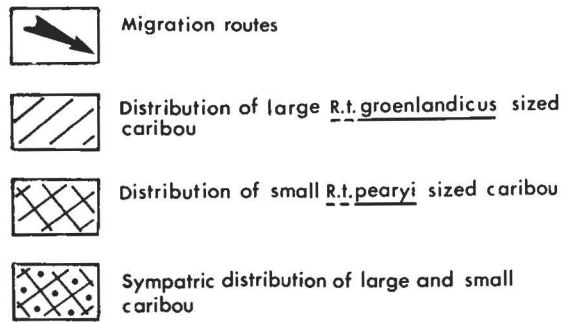 Migration routes
Distribution of large R.t. groenlandicus sized
caribou
Distribution of small R.t. pearyi sized caribou
Sympatric distribution of large and small
caribou